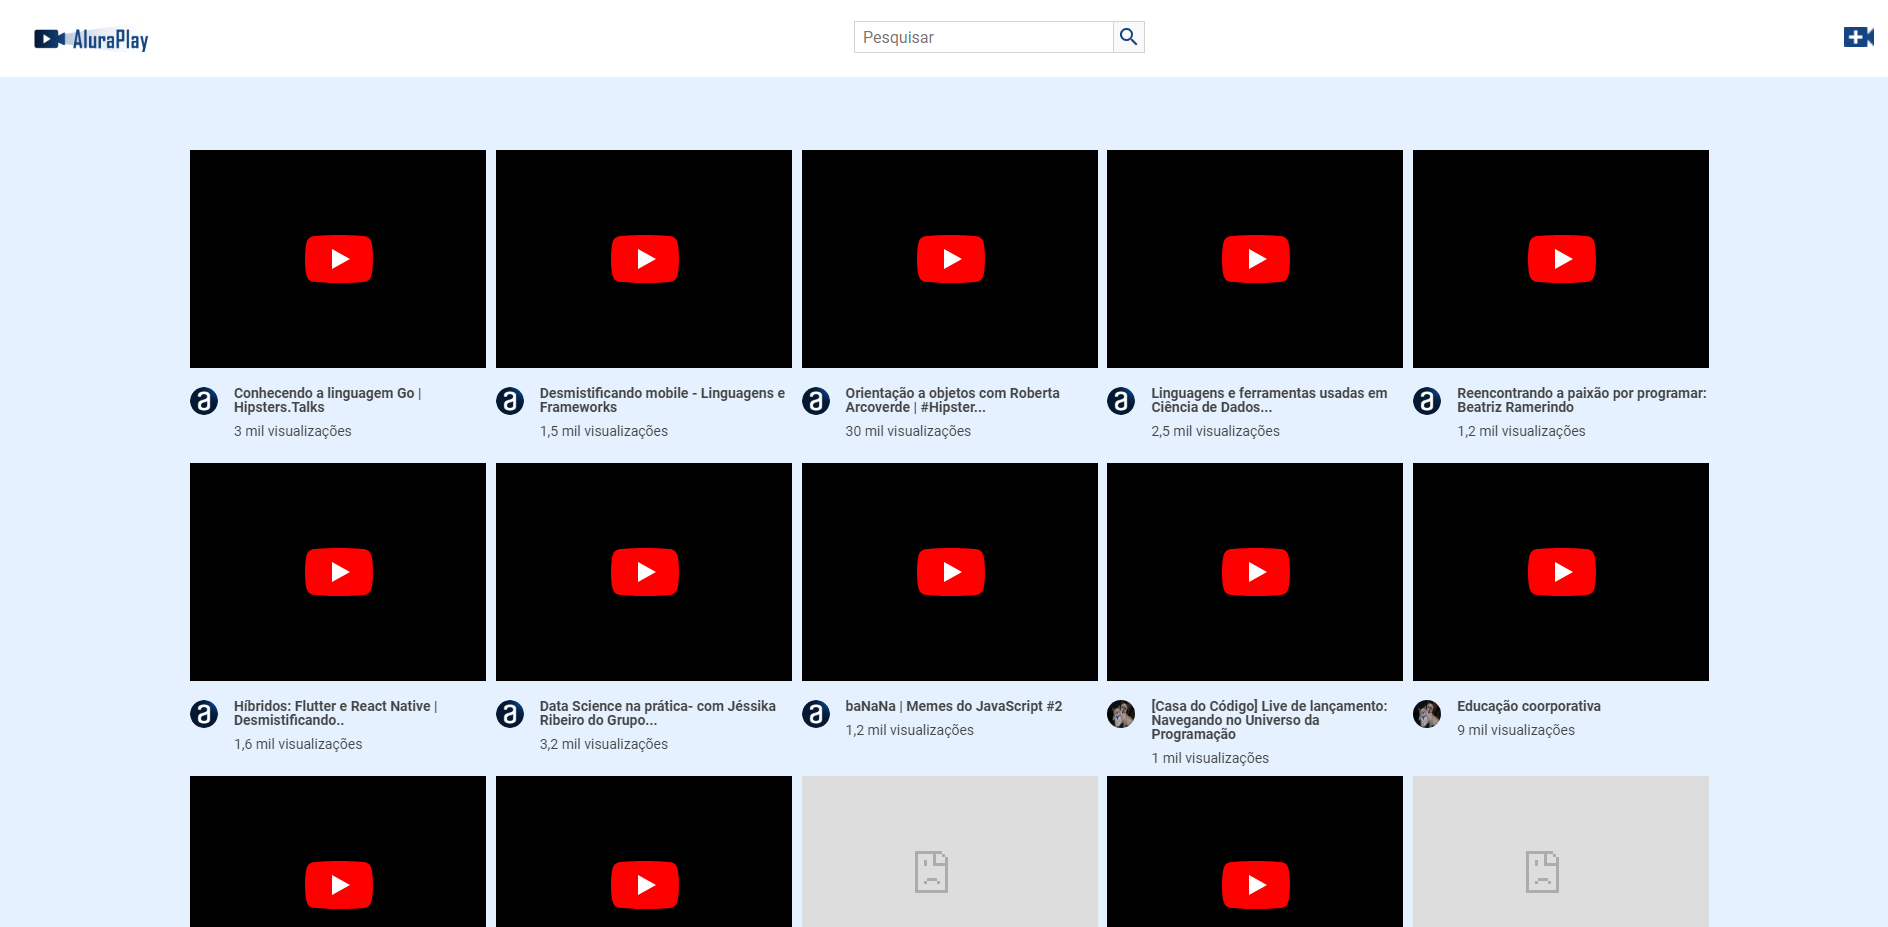 AluraPlay
Pesquisar
Conhecendo a linguagem Go |
Hipsters.Talks
3 mil visualizações
Desmistificando mobile - Linguagens e
Frameworks
1,5 mil visualizações
Orientação a objetos com Roberta
Arcoverde | #Hipster...
30 mil visualizações
Linguagens e ferramentas usadas em
Ciência de Dados...
2,5 mil visualizações
Reencontrando a paixão por programar:
Beatriz Ramerindo
1,2 mil visualizações
Híbridos: Flutter e React Native |
Desmistificando..
1,6 mil visualizações
Data Science na prática- com Jéssika
Ribeiro do Grupo...
3,2 mil visualizações
baNaNa | Memes do JavaScript #2
1,2 mil visualizações
[Casa do Código] Live de lançamento:
Navegando no Universo da
Programação
1 mil visualizações
Educação coorporativa
9 mil visualizações